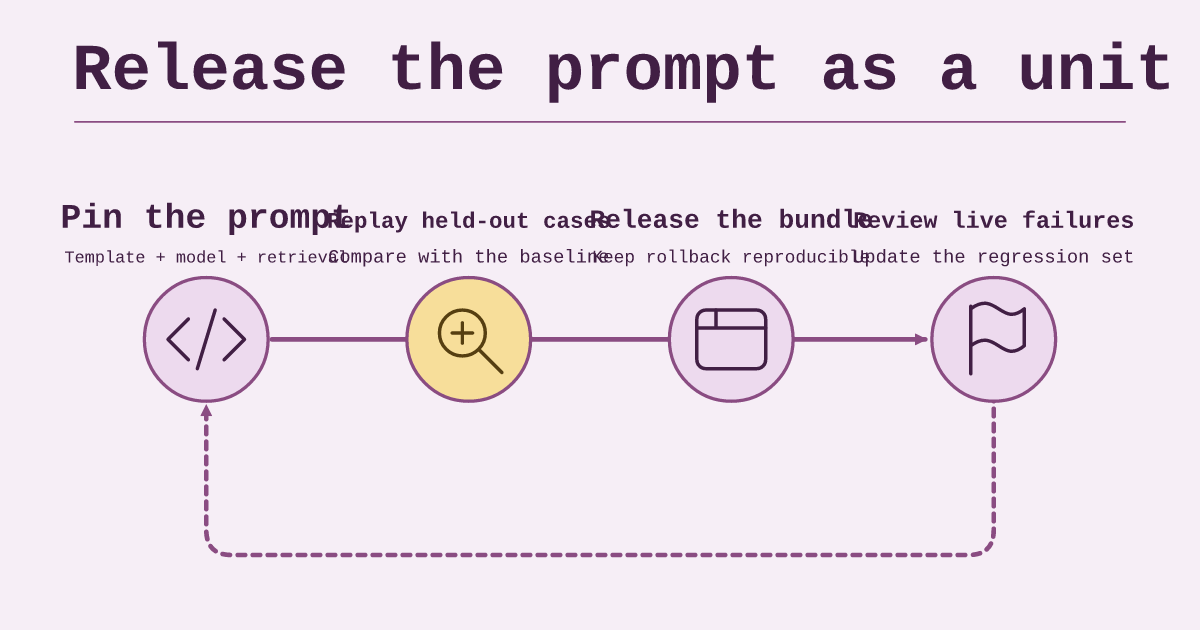 Release the prompt as a unit
Pin the prompt
Template + model + retrieval
Replay held-out cases
Compare with the baseline
Release the bundle
Keep rollback reproducible
Review live failures
Update the regression set